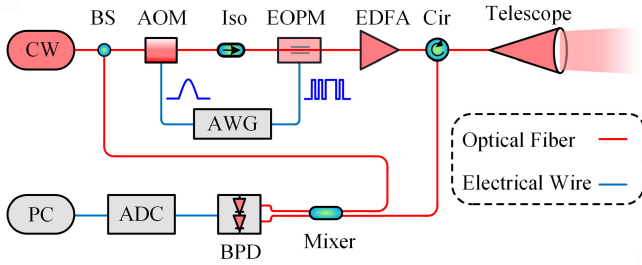 BS AOM Iso EOPM EDFA Cir Telescope
CW
AWG
Optical Fiber
Electrical Wire
PC ADC
BPD Mixer